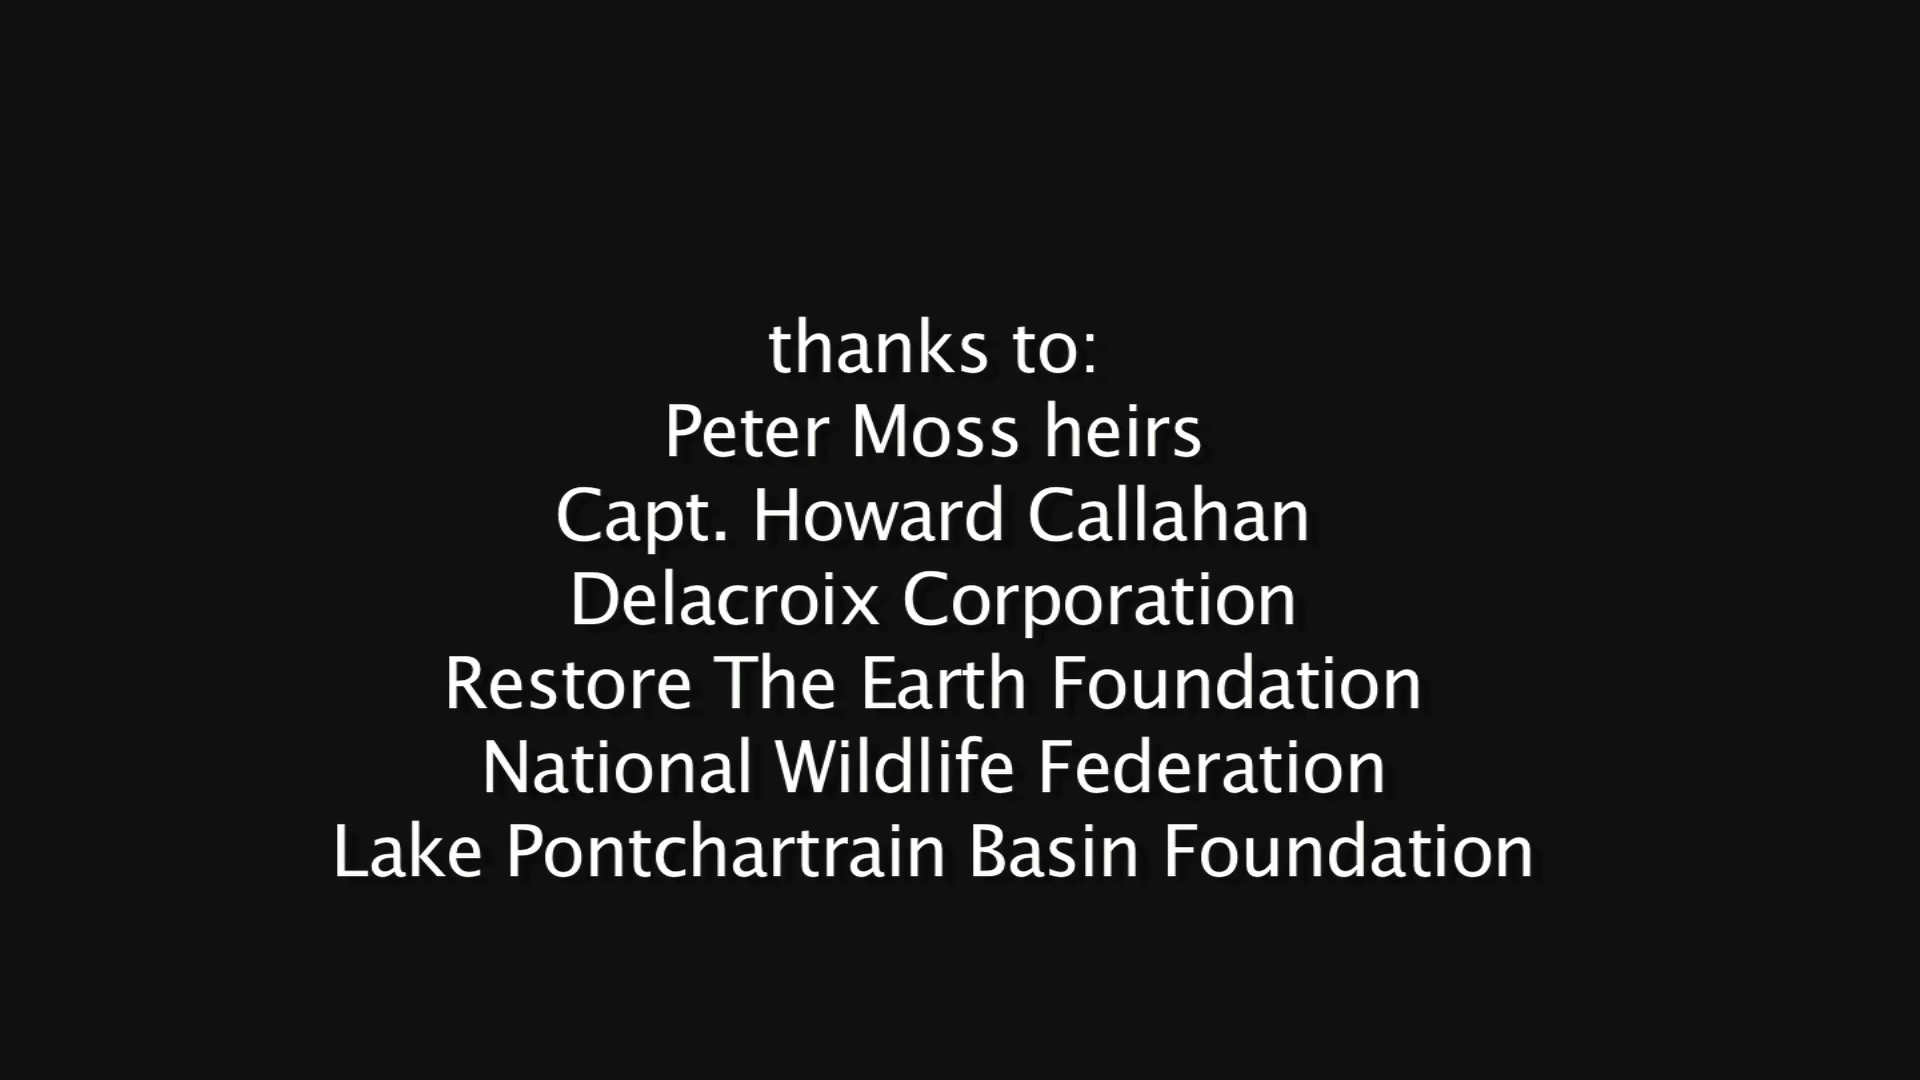 thanks to:
Peter Moss heirs
Capt. Howard Callahan
Delacroix Corporation
Restore The Earth Foundation
National Wildlife Federation
Lake Pontchartrain Basin Foundation